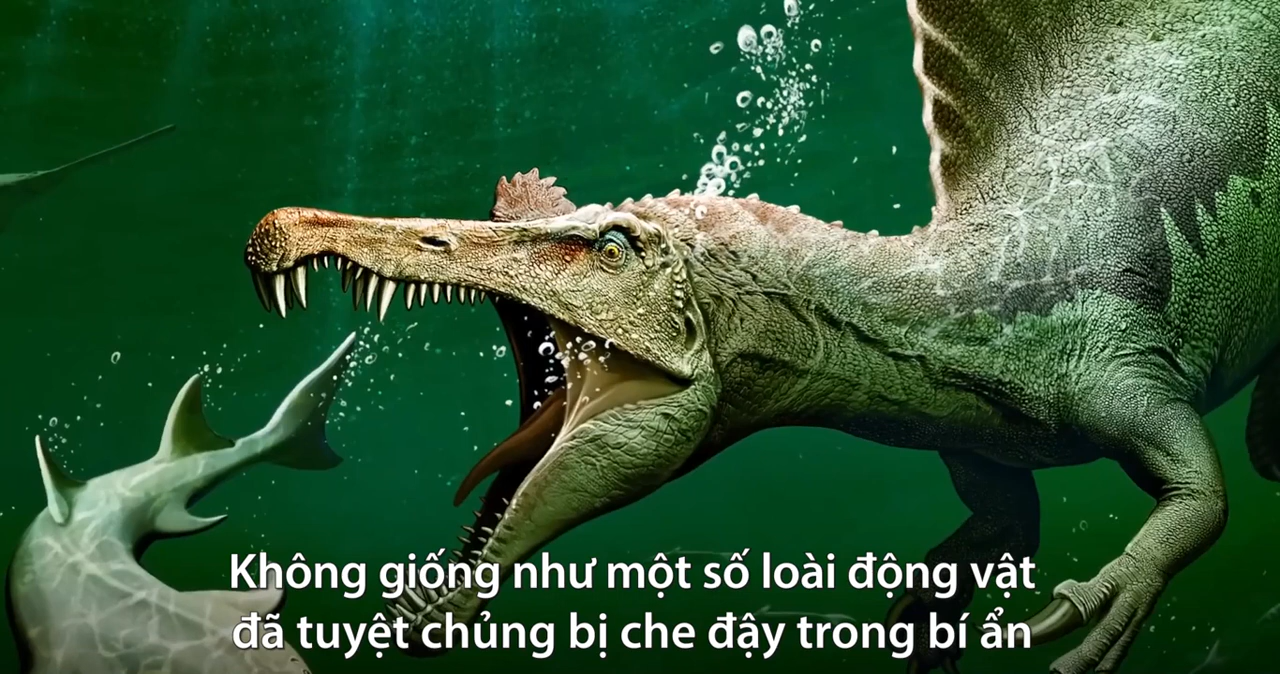 Không giống như một số loài động vật
đã tuyệt chủng bị che đậy trong bí ẩn